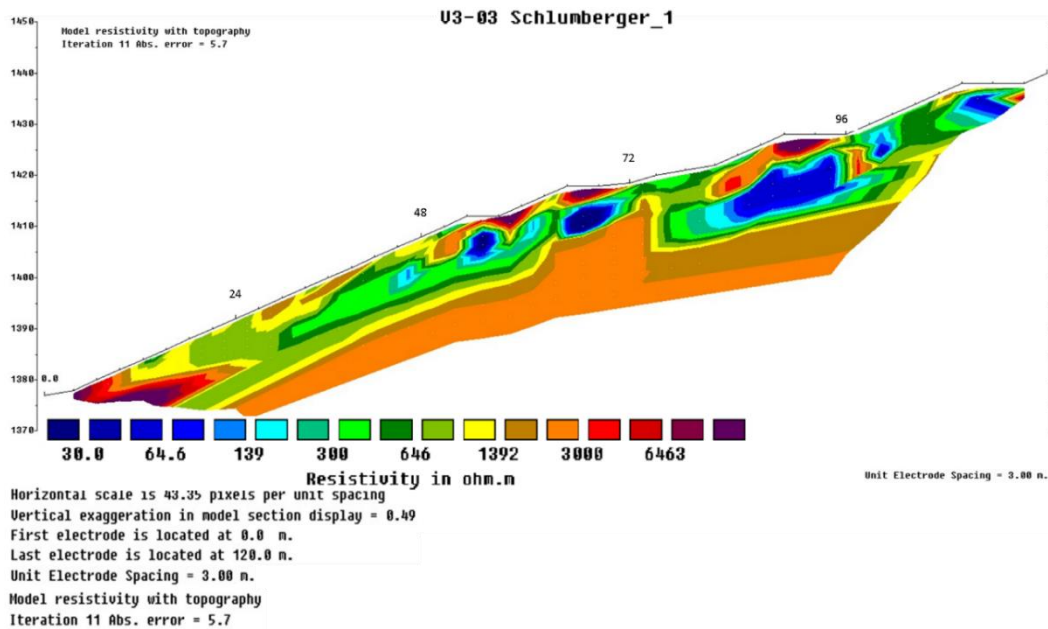 V3-03 Schlumberger_1
Model resistivity with topography
Iteration 11 Abs. error = 5.7
1450
1440
1430
1420
1410
1400
1390
1380
1370
0.0
24
48
72
96
30.0 64.6 139 300 646 1392 3000 6463
Resistivity in ohm.m
Unit Electrode Spacing = 3.00 m.
Horizontal scale is 43.35 pixels per unit spacing
Vertical exaggeration in model section display = 0.49
First electrode is located at 0.0 m.
Last electrode is located at 120.0 m.
Unit Electrode Spacing = 3.00 m.
Model resistivity with topography
Iteration 11 Abs. error = 5.7